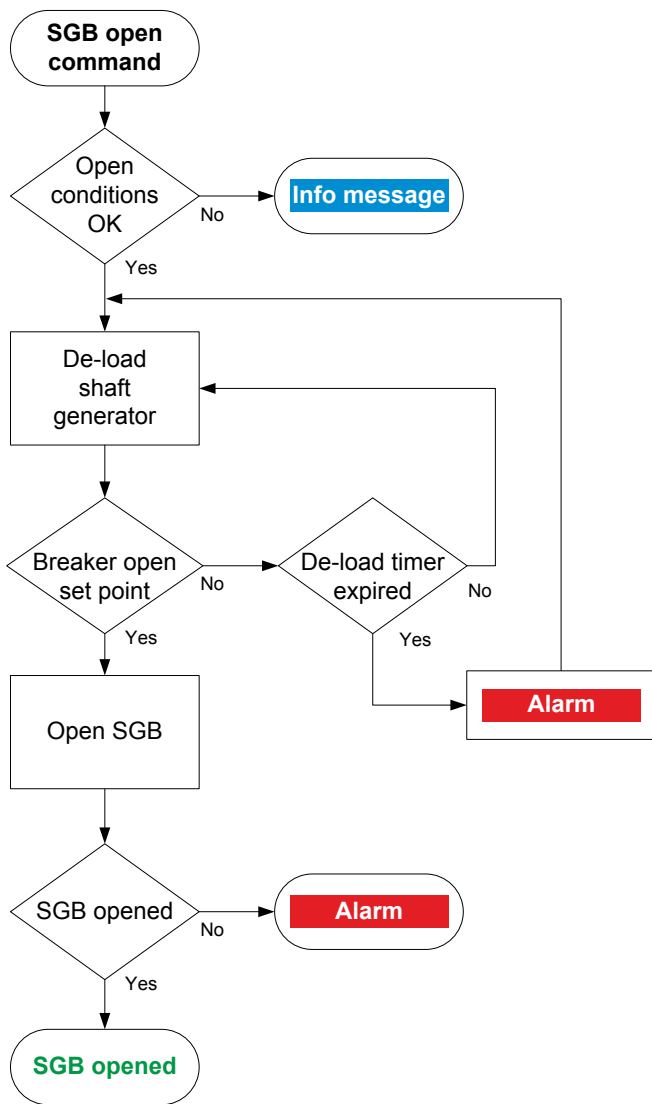 SGB open
command
Open
conditions
OK
No
Info message
Yes
De-load
shaft
generator
Breaker open
set point
No
De-load timer
expired
No
Yes
Yes
Alarm
Open SGB
SGB opened
No
Alarm
Yes
SGB opened